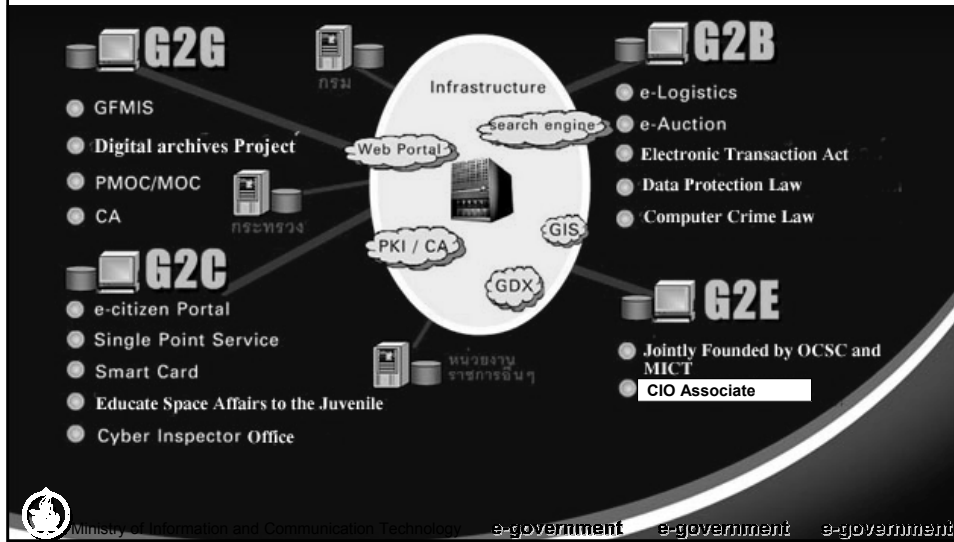 G2G
GFMIS
Digital archives Project
PMOC/MOC
CA
กรม
กระทรวง
G2C
e-citizen Portal
Single Point Service
Smart Card
Educate Space Affairs to the Juvenile
Cyber Inspector Office
Infrastructure
search engine
Web Portal
PKI / CA
GIS
GDX
หน่วยงาน
ราชการอื่นๆ
G2B
e-Logistics
e-Auction
Electronic Transaction Act
Data Protection Law
Computer Crime Law
G2E
Jointly Founded by OCSC and
MICT
CIO Associate
Ministry of Information and Communication Technology
e-government e-government e-government